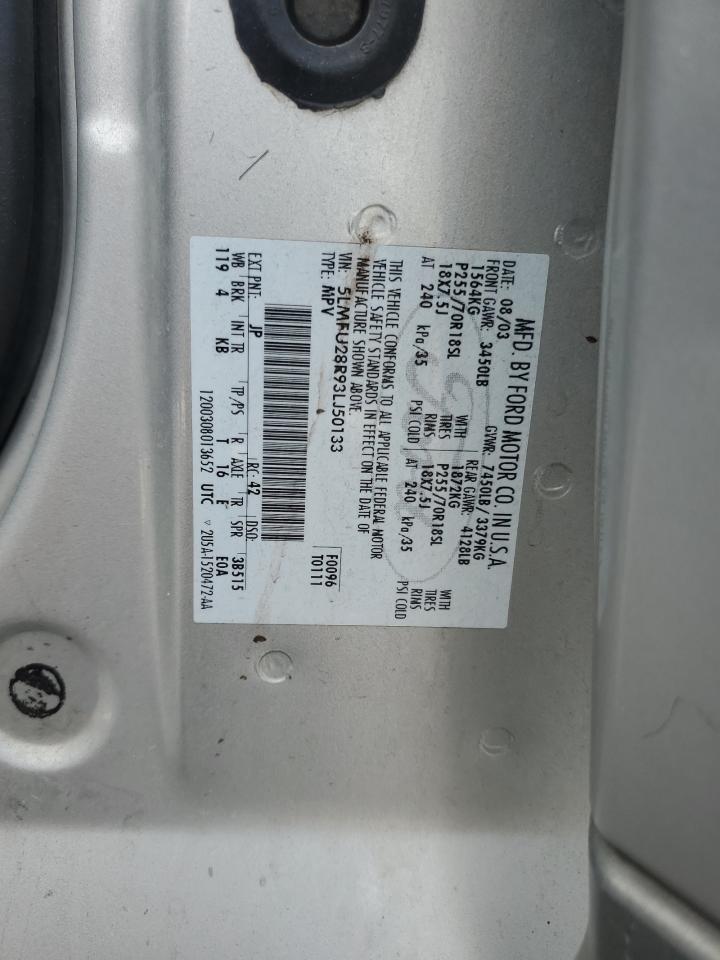 MFD. BY FORD MOTOR CO. IN U.S.A.
DATE: 08/03 GVWR: 7450LB/ 3379KG
FRONT GAWR: 3450LB REAR GAWR: 4128LB
1564KG WITH 1872KG WITH
P255/70R18SL TIRES P255/70R18SL TIRES
18X7.5J RIMS 18X7.5J RIMS
AT 240 kPa/35 PSI COLD AT 240 kPa/35 PSI COLD
THIS VEHICLE CONFORMS TO ALL APPLICABLE FEDERAL MOTOR
VEHICLE SAFETY STANDARDS IN EFFECT ON THE DATE OF
MANUFACTURE SHOWN ABOVE.
VIN: 5LMFU28R93LJ50133 F0096
TYPE: MPV T0111
EXT PNT: JP RC: 42 DSO:
WB BRK INT TR TP/PS R AXLE TR SPR 3B515
119 4 KB T 16 E E0A
1200308013652 UTC ▽ 2U5A-1520472-AA